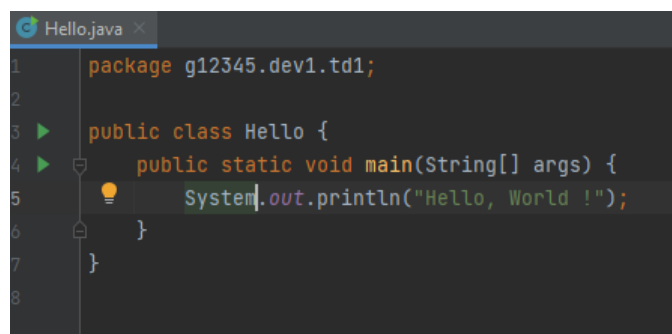 Hello.java
1 package g12345.dev1.td1;
2
3 public class Hello {
4     public static void main(String[] args) {
5         System.out.println("Hello, World !");
6     }
7 }
8